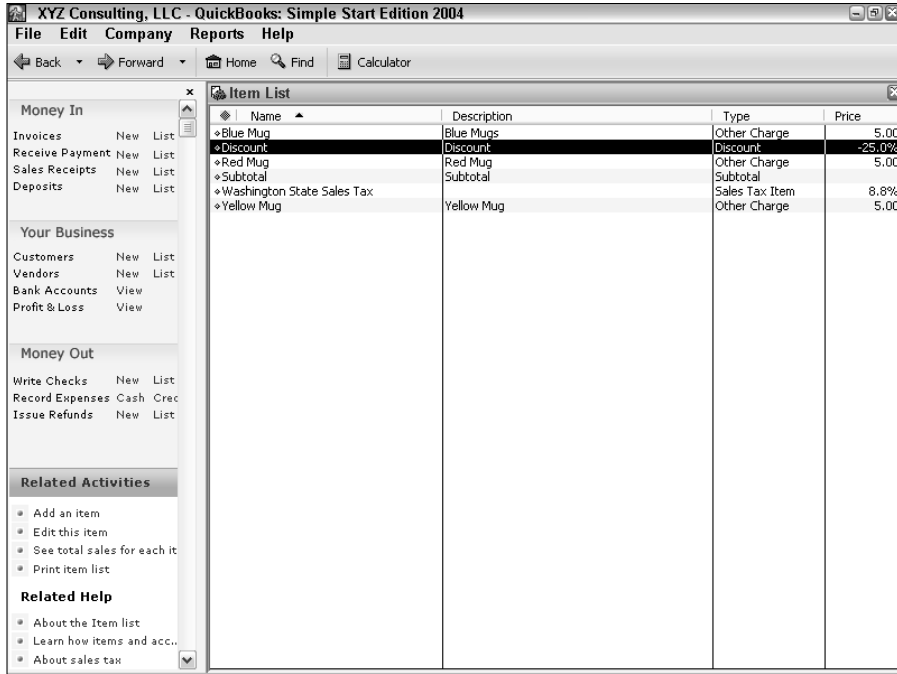 XYZ Consulting, LLC - QuickBooks: Simple Start Edition 2004
File Edit Company Reports Help
Back Forward Home Find Calculator
Money In
Invoices New List
Receive Payment New List
Sales Receipts New List
Deposits New List
Your Business
Customers New List
Vendors New List
Bank Accounts View
Profit & Loss View
Money Out
Write Checks New List
Record Expenses Cash Crec
Issue Refunds New List
Related Activities
Add an item
Edit this item
See total sales for each it
Print item list
Related Help
About the Item list
Learn how items and acc..
About sales tax
Item List
Name Description Type Price
Blue Mug Blue Mugs Other Charge 5.00
Discount Discount Discount -25.0%
Red Mug Red Mug Other Charge 5.00
Subtotal Subtotal Subtotal
Washington State Sales Tax Sales Tax Item 8.8%
Yellow Mug Yellow Mug Other Charge 5.00